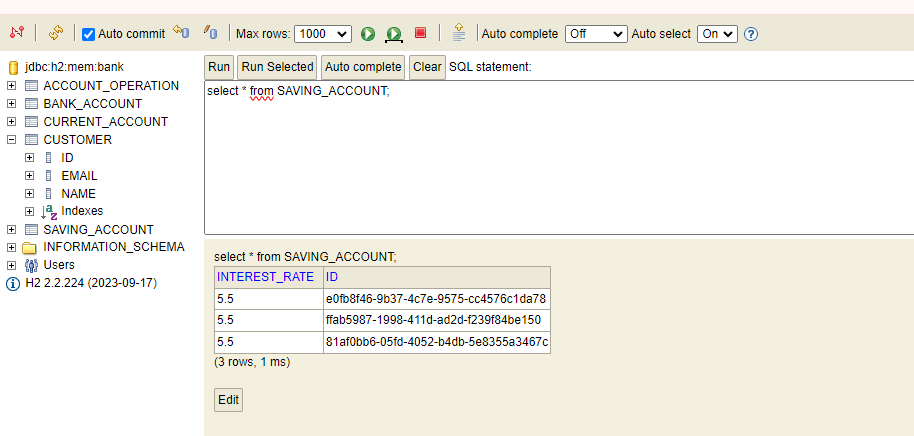 Auto commit Max rows: 1000 Auto complete Off Auto select On ?
jdbc:h2:mem:bank
ACCOUNT_OPERATION
BANK_ACCOUNT
CURRENT_ACCOUNT
CUSTOMER
ID
EMAIL
NAME
Indexes
SAVING_ACCOUNT
INFORMATION_SCHEMA
Users
H2 2.2.224 (2023-09-17)
Run Run Selected Auto complete Clear SQL statement:
select * from SAVING_ACCOUNT;
select * from SAVING_ACCOUNT;
INTEREST_RATE ID
5.5 e0fb8f46-9b37-4c7e-9575-cc4576c1da78
5.5 ffab5987-1998-411d-ad2d-f239f84be150
5.5 81af0bb6-05fd-4052-b4db-5e8355a3467c
(3 rows, 1 ms)
Edit